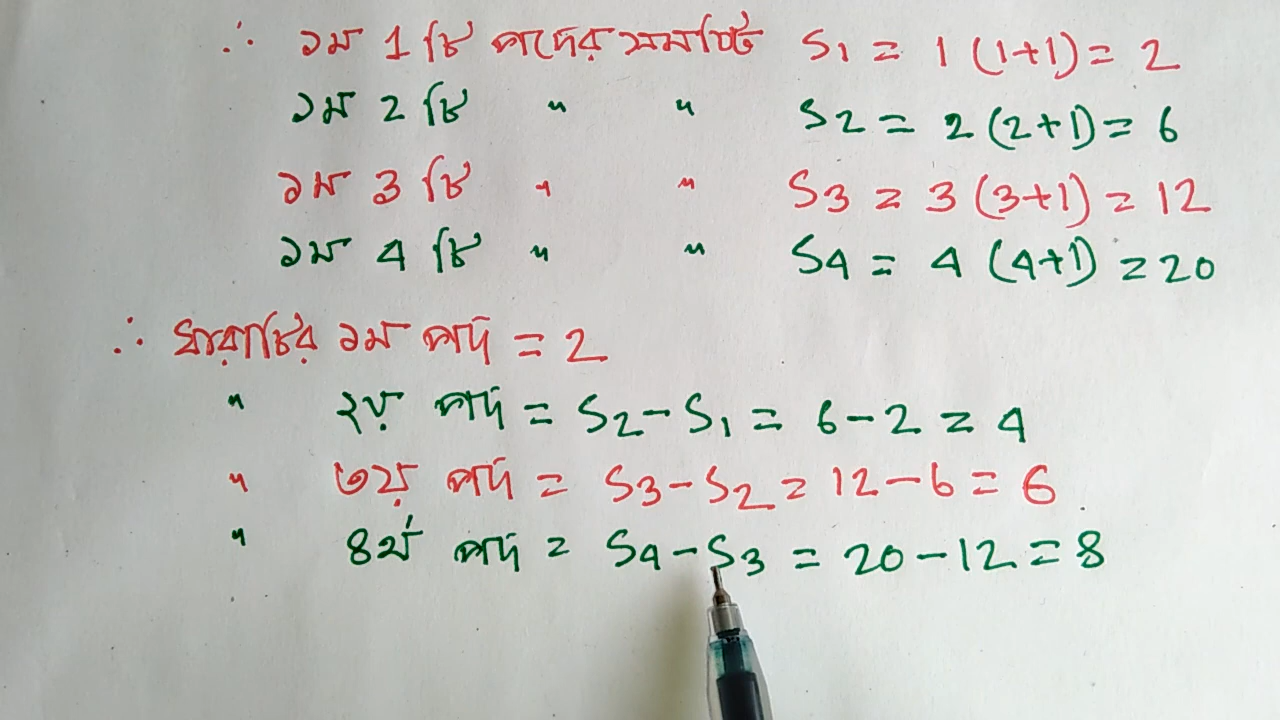 ∴ ১ম 1 টি পদের সমষ্টি S1 = 1 (1+1) = 2
১ম 2 টি " " S2 = 2 (2+1) = 6
১ম 3 টি " " S3 = 3 (3+1) = 12
১ম 4 টি " " S4 = 4 (4+1) = 20
∴ ধারাটির ১ম পদ = 2
" ২য় পদ = S2 - S1 = 6 - 2 = 4
" ৩য় পদ = S3 - S2 = 12 - 6 = 6
" ৪র্থ পদ = S4 - S3 = 20 - 12 = 8